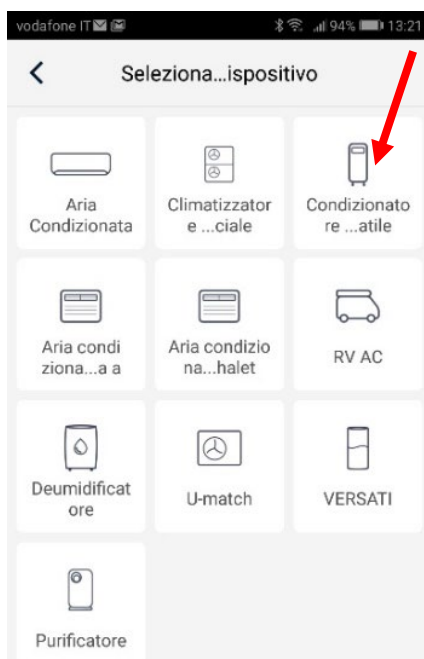 vodafone IT 94% 13:21
Seleziona...ispositivo
Aria
Condizionata
Climatizzator
e ...ciale
Condizionato
re ...atile
Aria condi
ziona...a a
Aria condizio
na...halet
RV AC
Deumidificat
ore
U-match
VERSATI
Purificatore